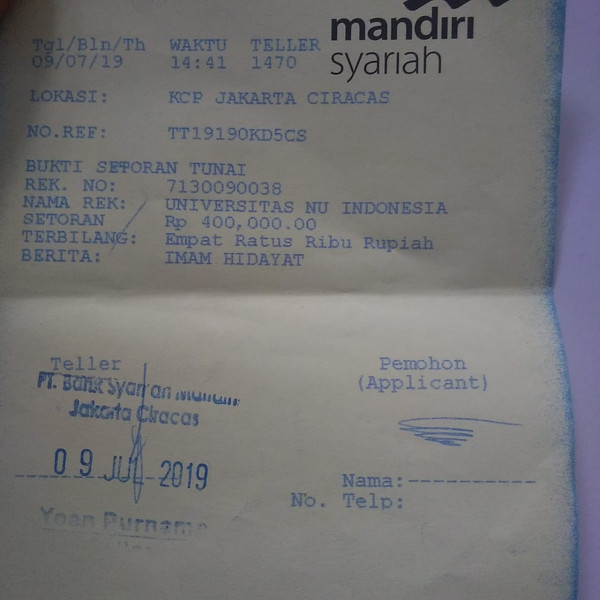 mandiri
syariah
Tgl/Bln/Th WAKTU TELLER
09/07/19 14:41 1470
LOKASI: KCP JAKARTA CIRACAS
NO.REF: TT19190KD5CS
BUKTI SETORAN TUNAI
REK. NO: 7130090038
NAMA REK: UNIVERSITAS NU INDONESIA
SETORAN Rp 400,000.00
TERBILANG: Empat Ratus Ribu Rupiah
BERITA: IMAM HIDAYAT
Teller
Pemohon
(Applicant)
PT. Bank Syari'ah Mandiri
Jakarta Ciracas
09 JUL 2019
Nama:----------
No. Telp:
Yoan Purnama